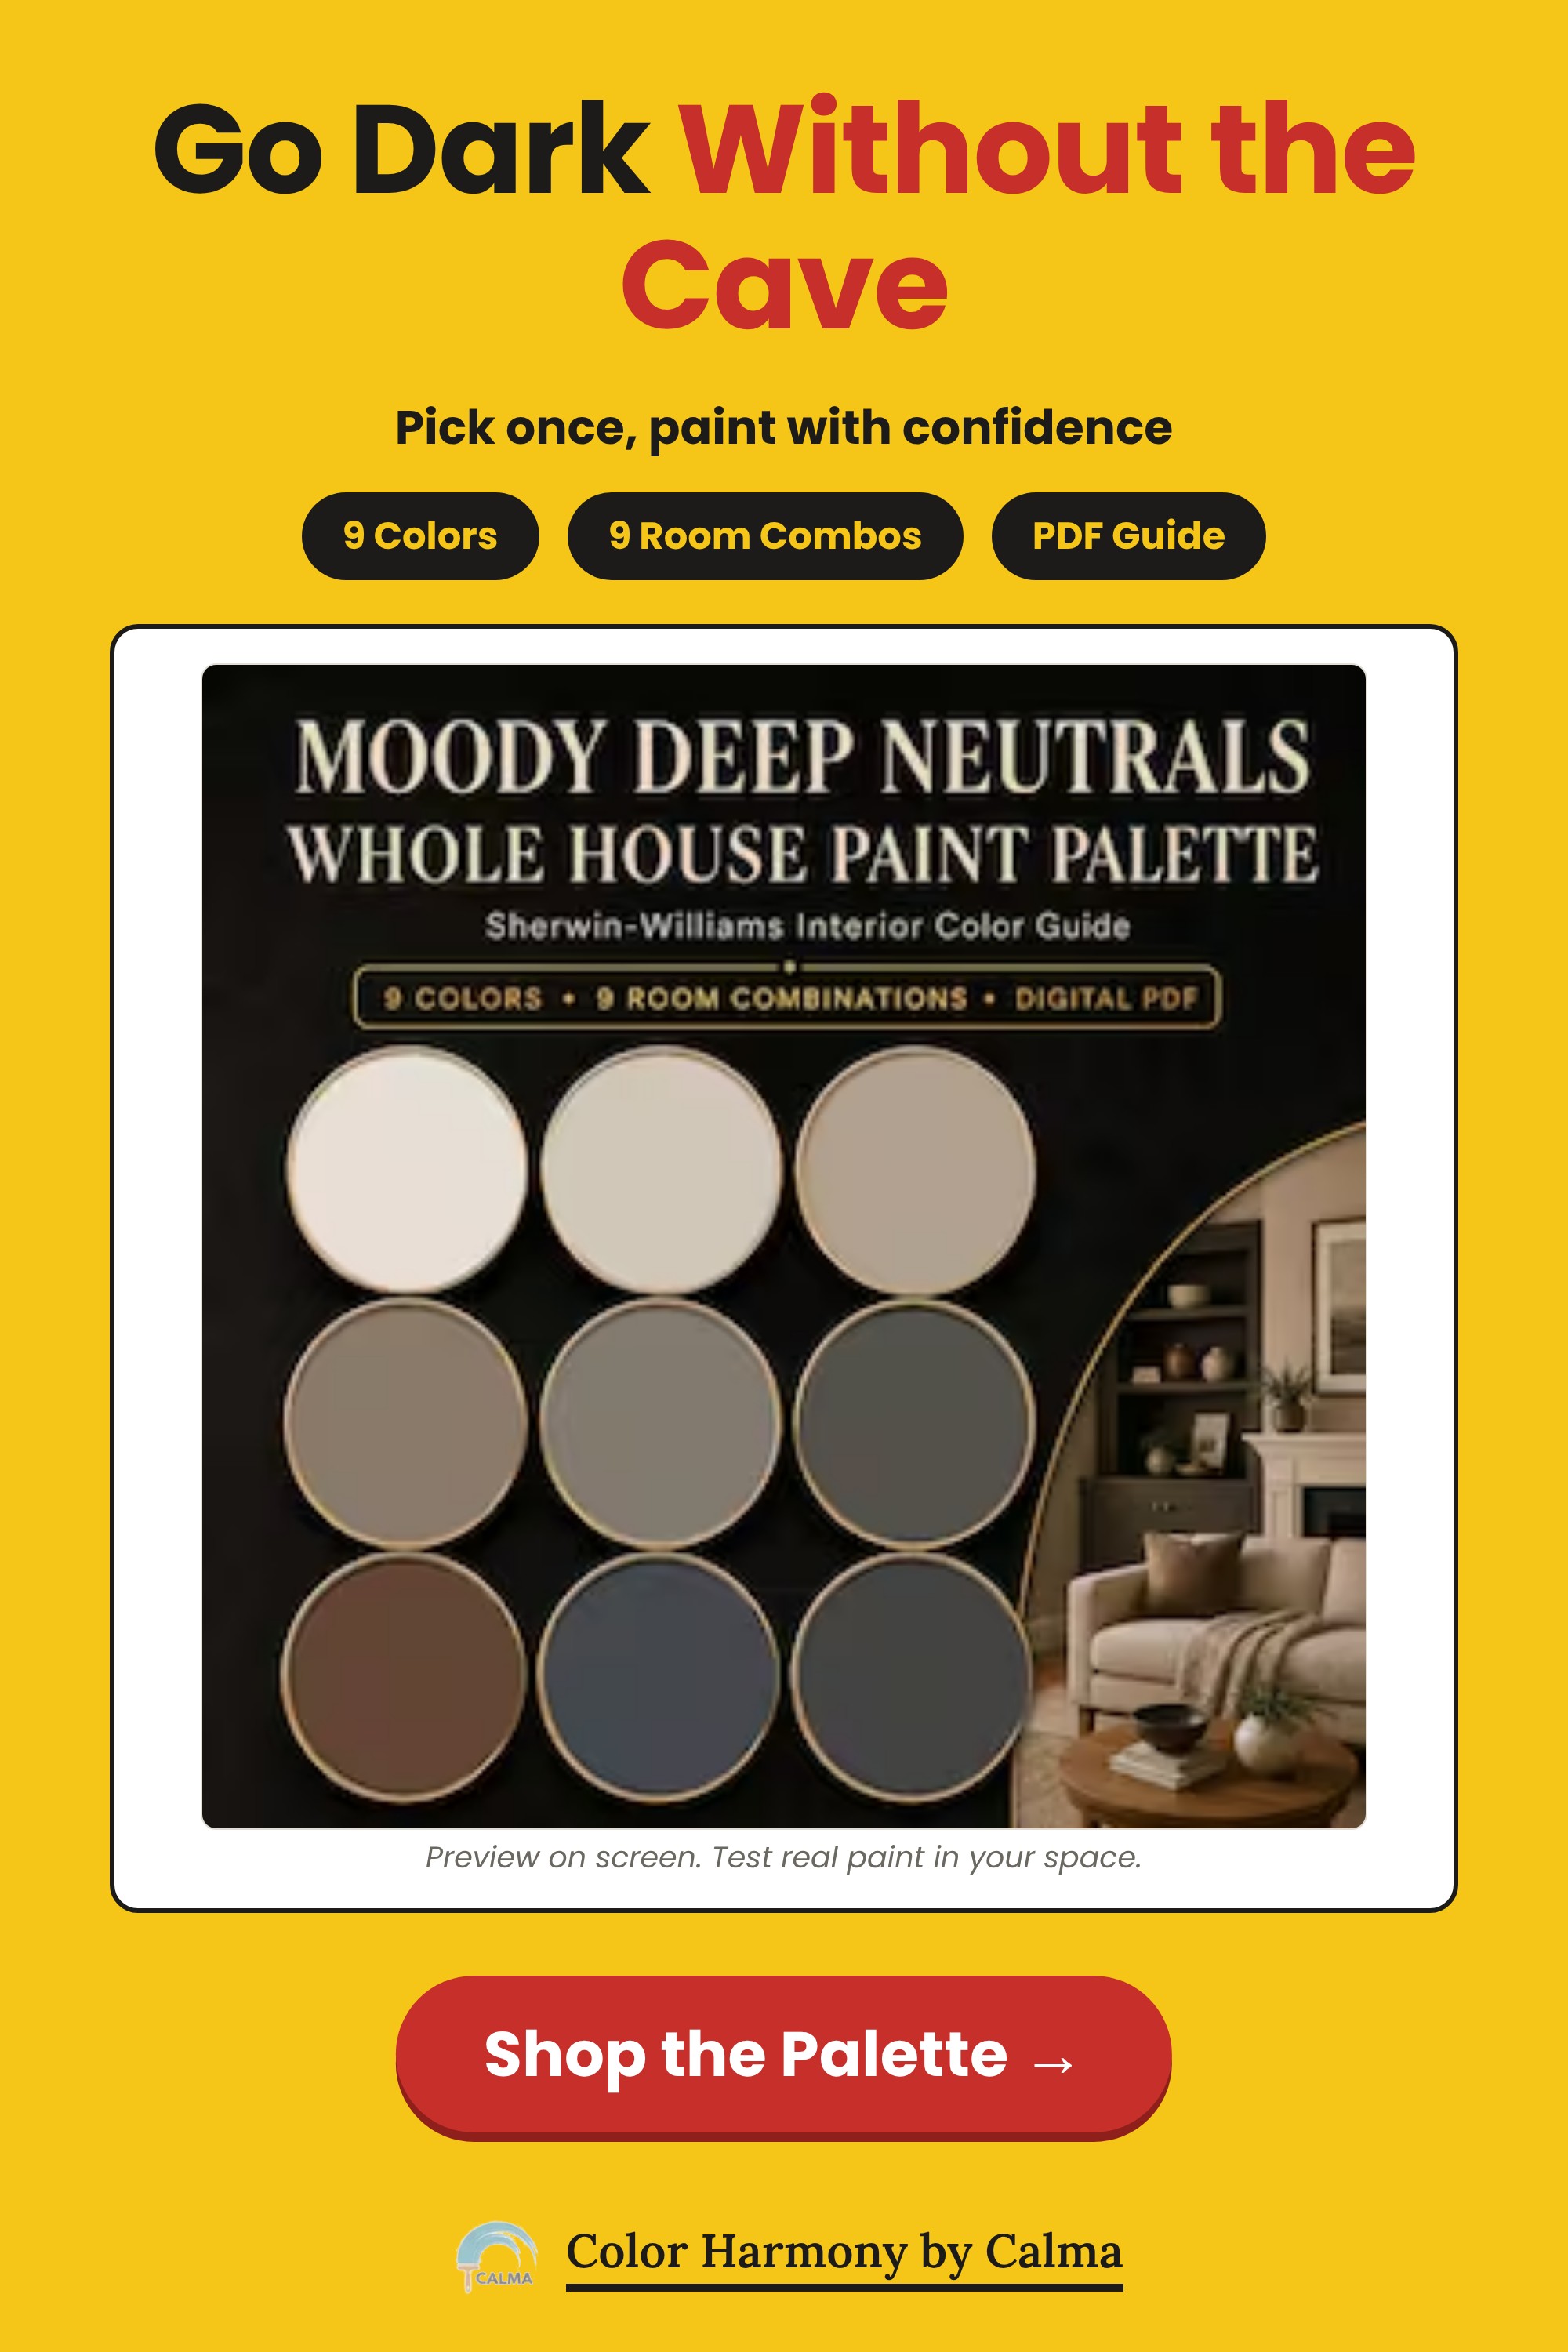 Go Dark Without the
Cave
Pick once, paint with confidence
9 Colors
9 Room Combos
PDF Guide
MOODY DEEP NEUTRALS
WHOLE HOUSE PAINT PALETTE
Sherwin-Williams Interior Color Guide
9 COLORS • 9 ROOM COMBINATIONS • DIGITAL PDF
Preview on screen. Test real paint in your space.
Shop the Palette →
CALMA
Color Harmony by Calma